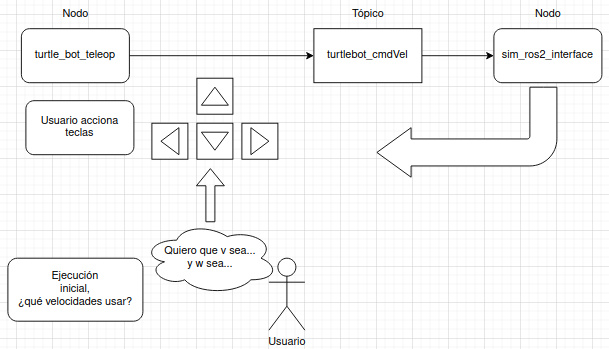 Nodo
Tópico
Nodo
turtle_bot_teleop
turtlebot_cmdVel
sim_ros2_interface
Usuario acciona
teclas
Quiero que v sea...
y w sea...
Ejecución
inicial,
¿qué velocidades usar?
Usuario